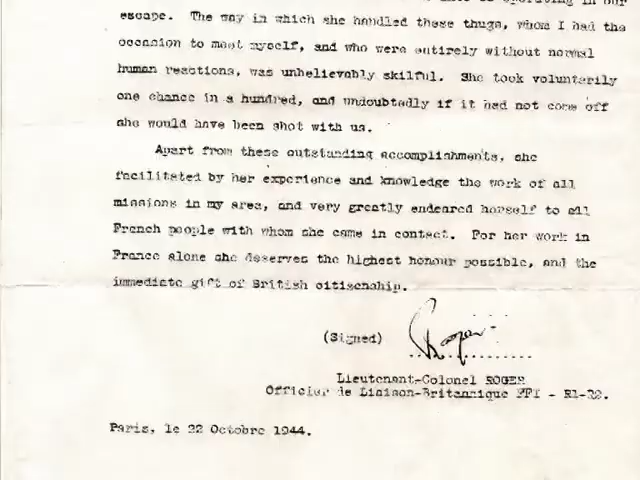 escape. The way in which she handled these thugs, whom I had the
occasion to meet myself, and who were entirely without normal
human reactions, was unbelievably skilful. She took voluntarily
one chance in a hundred, and undoubtedly if it had not come off
she would have been shot with us.
Apart from these outstanding accomplishments, she
facilitated by her experience and knowledge the work of all
missions in my area, and very greatly endeared herself to all
French people with whom she came in contact. For her work in
France alone she deserves the highest honour possible, and the
immediate gift of British citizenship.
(Signed) Roger
Lieutenant-Colonel ROGER
Officier de Liaison-Britannique FFI - R1-R2.
Paris, le 22 Octobre 1944.